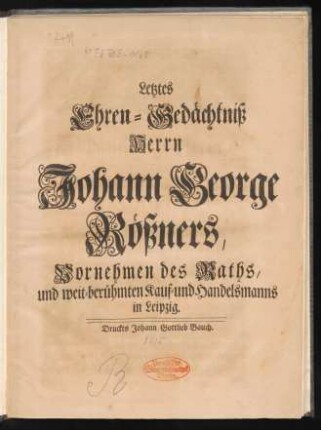 Letztes
Ehren-Gedächtniß
Herrn
Johann George
Rößners,
Vornehmen des Raths,
und weit-berühmten Kauf-und-Handelsmanns
in Leipzig.
Druckts Johann Gottlieb Bauch.